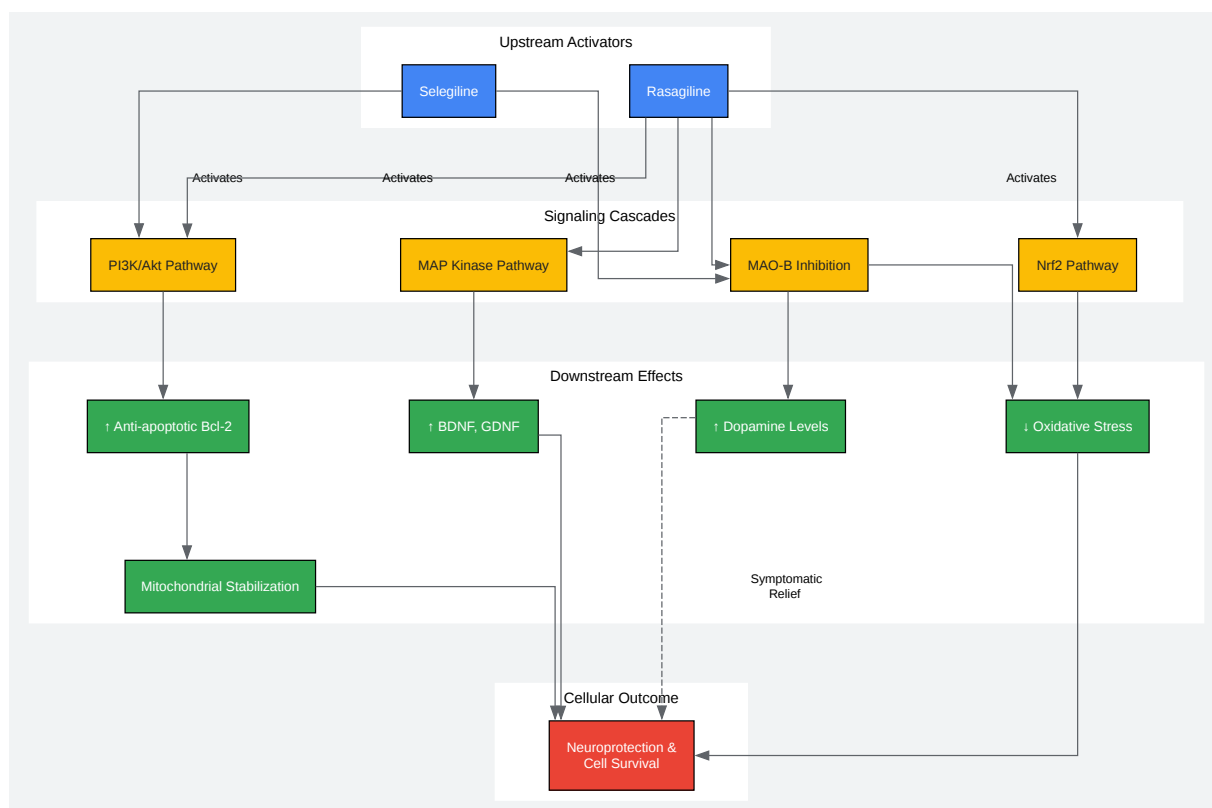 Upstream Activators
Selegiline
Rasagiline
Activates
Activates
Activates
Activates
Signaling Cascades
PI3K/Akt Pathway
MAP Kinase Pathway
MAO-B Inhibition
Nrf2 Pathway
Downstream Effects
↑ Anti-apoptotic Bcl-2
↑ BDNF, GDNF
↑ Dopamine Levels
↓ Oxidative Stress
Mitochondrial Stabilization
Symptomatic
Relief
Cellular Outcome
Neuroprotection &
Cell Survival